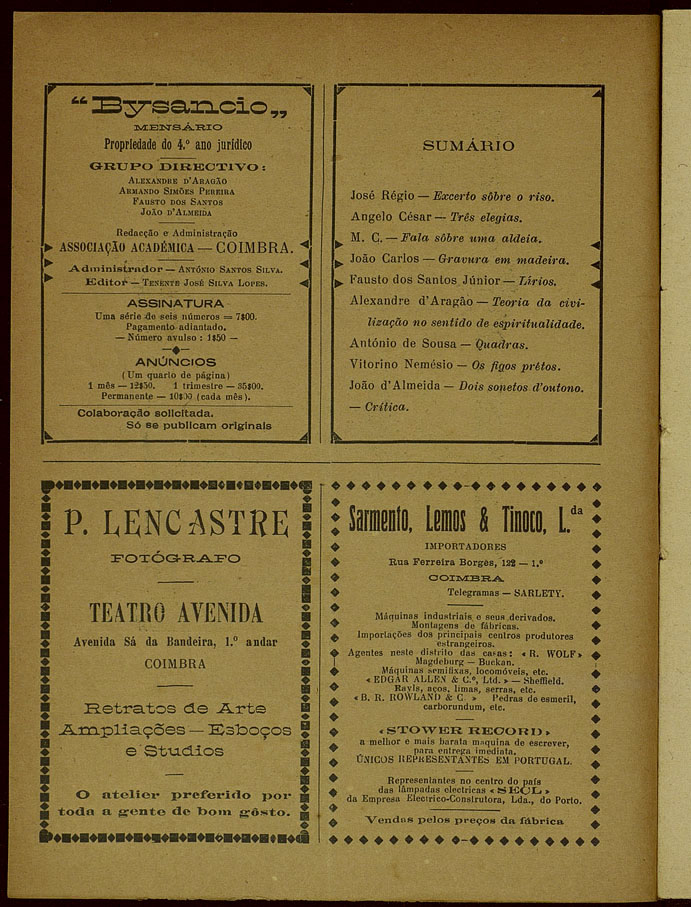 “Bysancio„
MENSÁRIO
Propriedade do 4.º ano jurídico
GRUPO DIRECTIVO:
ALEXANDRE D'ARAGÃO
ARMANDO SIMÕES PEREIRA
FAUSTO DOS SANTOS
JOÃO D'ALMEIDA
Redacção e Administração
ASSOCIAÇÃO ACADÉMICA — COIMBRA.
Administrador — ANTÓNIO SANTOS SILVA.
Editor — TENENTE JOSÉ SILVA LOPES.
ASSINATURA
Uma série de seis números = 7$00.
Pagamento adiantado.
— Número avulso : 1$50 —
ANÚNCIOS
(Um quarto de página)
1 mês — 12$50. 1 trimestre — 35$00.
Permanente — 10$00 (cada mês).
Colaboração solicitada.
Só se publicam originais
SUMÁRIO
José Régio — Excerto sôbre o riso.
Angelo César — Três elegias.
M. C. — Fala sôbre uma aldeia.
João Carlos — Gravura em madeira.
Fausto dos Santos Júnior — Lírios.
Alexandre d'Aragão — Teoria da civi-
lização no sentido de espiritualidade.
António de Sousa — Quadras.
Vitorino Nemésio — Os figos prêtos.
João d'Almeida — Dois sonetos d'outono.
— Crítica.
P. LENCASTRE
FOTÓGRAFO
TEATRO AVENIDA
Avenida Sá da Bandeira, 1.º andar
COIMBRA
Retratos de Arte
Ampliações — Esboços
e Studios
O atelier preferido por
toda a gente de bom gôsto.
Sarmento, Lemos & Tinoco, L.da
IMPORTADORES
Rua Ferreira Borges, 122 — 1.º
COIMBRA
Telegramas — SARLETY.
Máquinas industriais e seus derivados.
Montagens de fábricas.
Importações dos principais centros produtores
estrangeiros.
Agentes neste distrito das casas: « R. WOLF »
Magdeburg — Buckan.
Máquinas semifixas, locomóveis, etc.
« EDGAR ALLEN & C.º, Ltd. » — Sheffield.
Rayls, aços, limas, serras, etc.
« B. R. ROWLAND & C. » Pedras de esmeril,
carborundum, etc.
«STOWER RECORD»
a melhor e mais barata maquina de escrever,
para entrega imediata.
ÚNICOS REPRESENTANTES EM PORTUGAL.
Representantes no centro do país
das lâmpadas electricas « SECL »
da Empresa Electrico-Construtora, Lda., do Porto.
Vendas pelos preços da fábrica